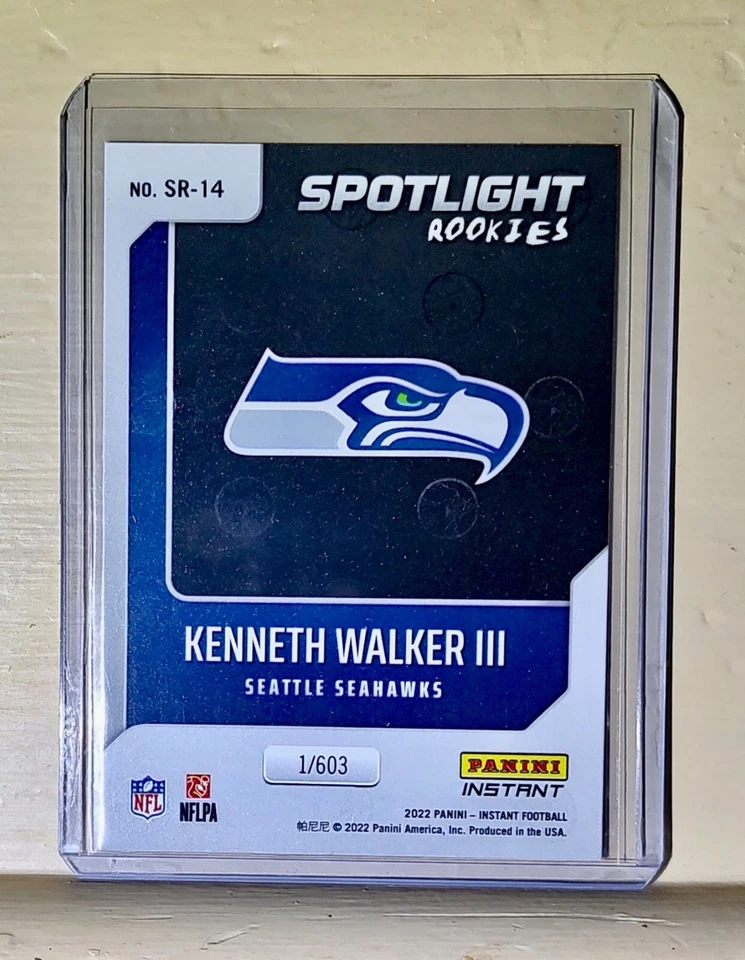 NO. SR-14
SPOTLIGHT
ROOKIES
KENNETH WALKER III
SEATTLE SEAHAWKS
1/603
PANINI
INSTANT
NFL
NFLPA
2022 PANINI – INSTANT FOOTBALL
帕尼尼 © 2022 Panini America, Inc. Produced in the USA.